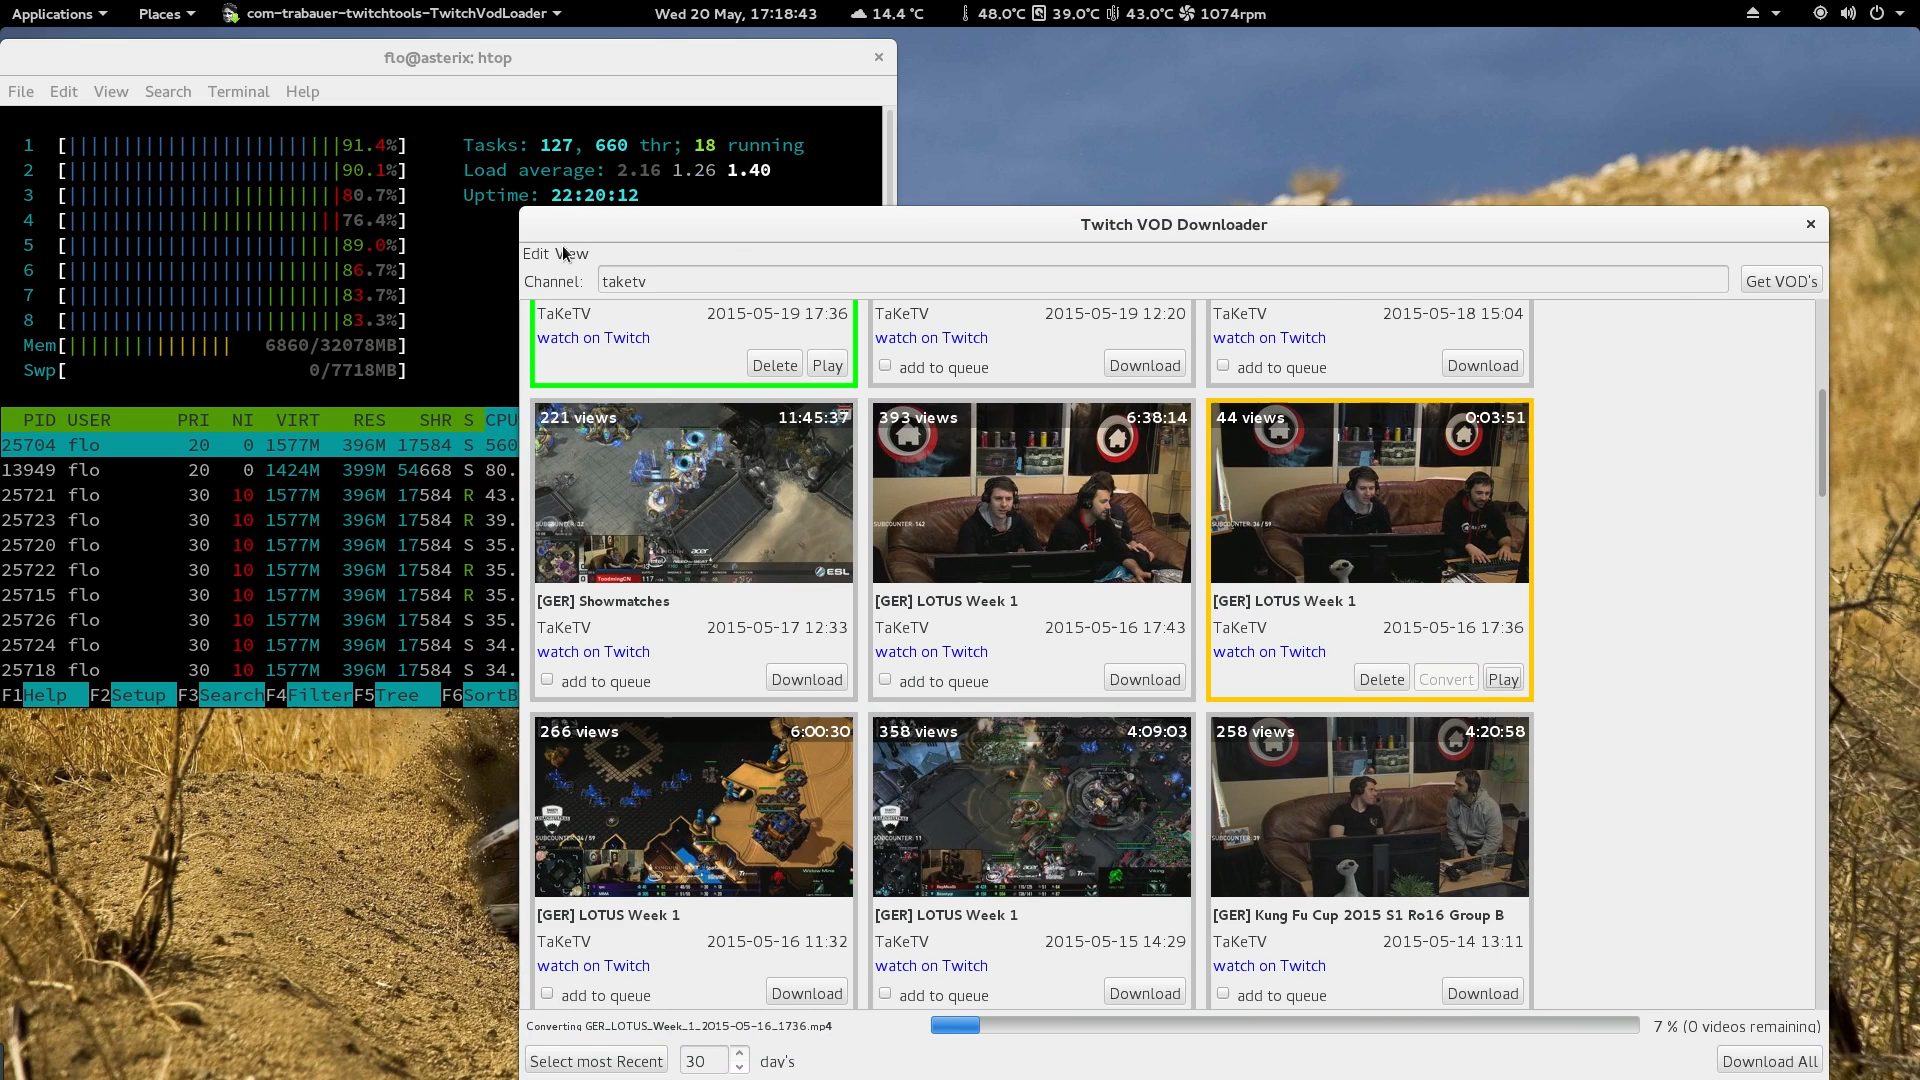 Applications Places com-trabauer-twitchtools-TwitchVodLoader Wed 20 May, 17:18:43 14.4 °C 48.0°C 39.0°C 43.0°C 1074rpm
flo@asterix: htop
File Edit View Search Terminal Help
1 [91.4%] Tasks: 127, 660 thr; 18 running
2 [90.1%] Load average: 2.16 1.26 1.40
3 [80.7%] Uptime: 22:20:12
4 [76.4%]
5 [89.0%]
6 [86.7%]
7 [83.7%]
8 [83.3%]
Mem[6860/32078MB]
Swp[0/7718MB]
PID USER PRI NI VIRT RES SHR S CPU
25704 flo 20 0 1577M 396M 17584 S 560
13949 flo 20 0 1424M 399M 54668 S 80.
25721 flo 30 10 1577M 396M 17584 R 43.
25723 flo 30 10 1577M 396M 17584 R 39.
25720 flo 30 10 1577M 396M 17584 S 35.
25722 flo 30 10 1577M 396M 17584 R 35.
25715 flo 30 10 1577M 396M 17584 R 35.
25726 flo 30 10 1577M 396M 17584 S 35.
25724 flo 30 10 1577M 396M 17584 S 34.
25718 flo 30 10 1577M 396M 17584 S 34.
F1Help F2Setup F3SearchF4FilterF5Tree F6SortB
Twitch VOD Downloader
Edit View
Channel: taketv Get VOD's
TaKeTV 2015-05-19 17:36
watch on Twitch
Delete Play
TaKeTV 2015-05-19 12:20
watch on Twitch
add to queue Download
TaKeTV 2015-05-18 15:04
watch on Twitch
add to queue Download
221 views 11:45:37
SUBCOUNTER: 32
acer
ESL
[GER] Showmatches
TaKeTV 2015-05-17 12:33
watch on Twitch
add to queue Download
393 views 6:38:14
SUBCOUNTER: 142
[GER] LOTUS Week 1
TaKeTV 2015-05-16 17:43
watch on Twitch
add to queue Download
44 views 0:03:51
SUBCOUNTER: 36/59
[GER] LOTUS Week 1
TaKeTV 2015-05-16 17:36
watch on Twitch
Delete Convert Play
266 views 6:00:30
SUBCOUNTER: 34/59
[GER] LOTUS Week 1
TaKeTV 2015-05-16 11:32
watch on Twitch
add to queue Download
358 views 4:09:03
SUBCOUNTER: 11
[GER] LOTUS Week 1
TaKeTV 2015-05-15 14:29
watch on Twitch
add to queue Download
258 views 4:20:58
SUBCOUNTER: 39
[GER] Kung Fu Cup 2015 S1 Ro16 Group B
TaKeTV 2015-05-14 13:11
watch on Twitch
add to queue Download
Converting GER_LOTUS_Week_1_2015-05-16_1736.mp4 7 % (0 videos remaining)
Select most Recent 30 day's Download All